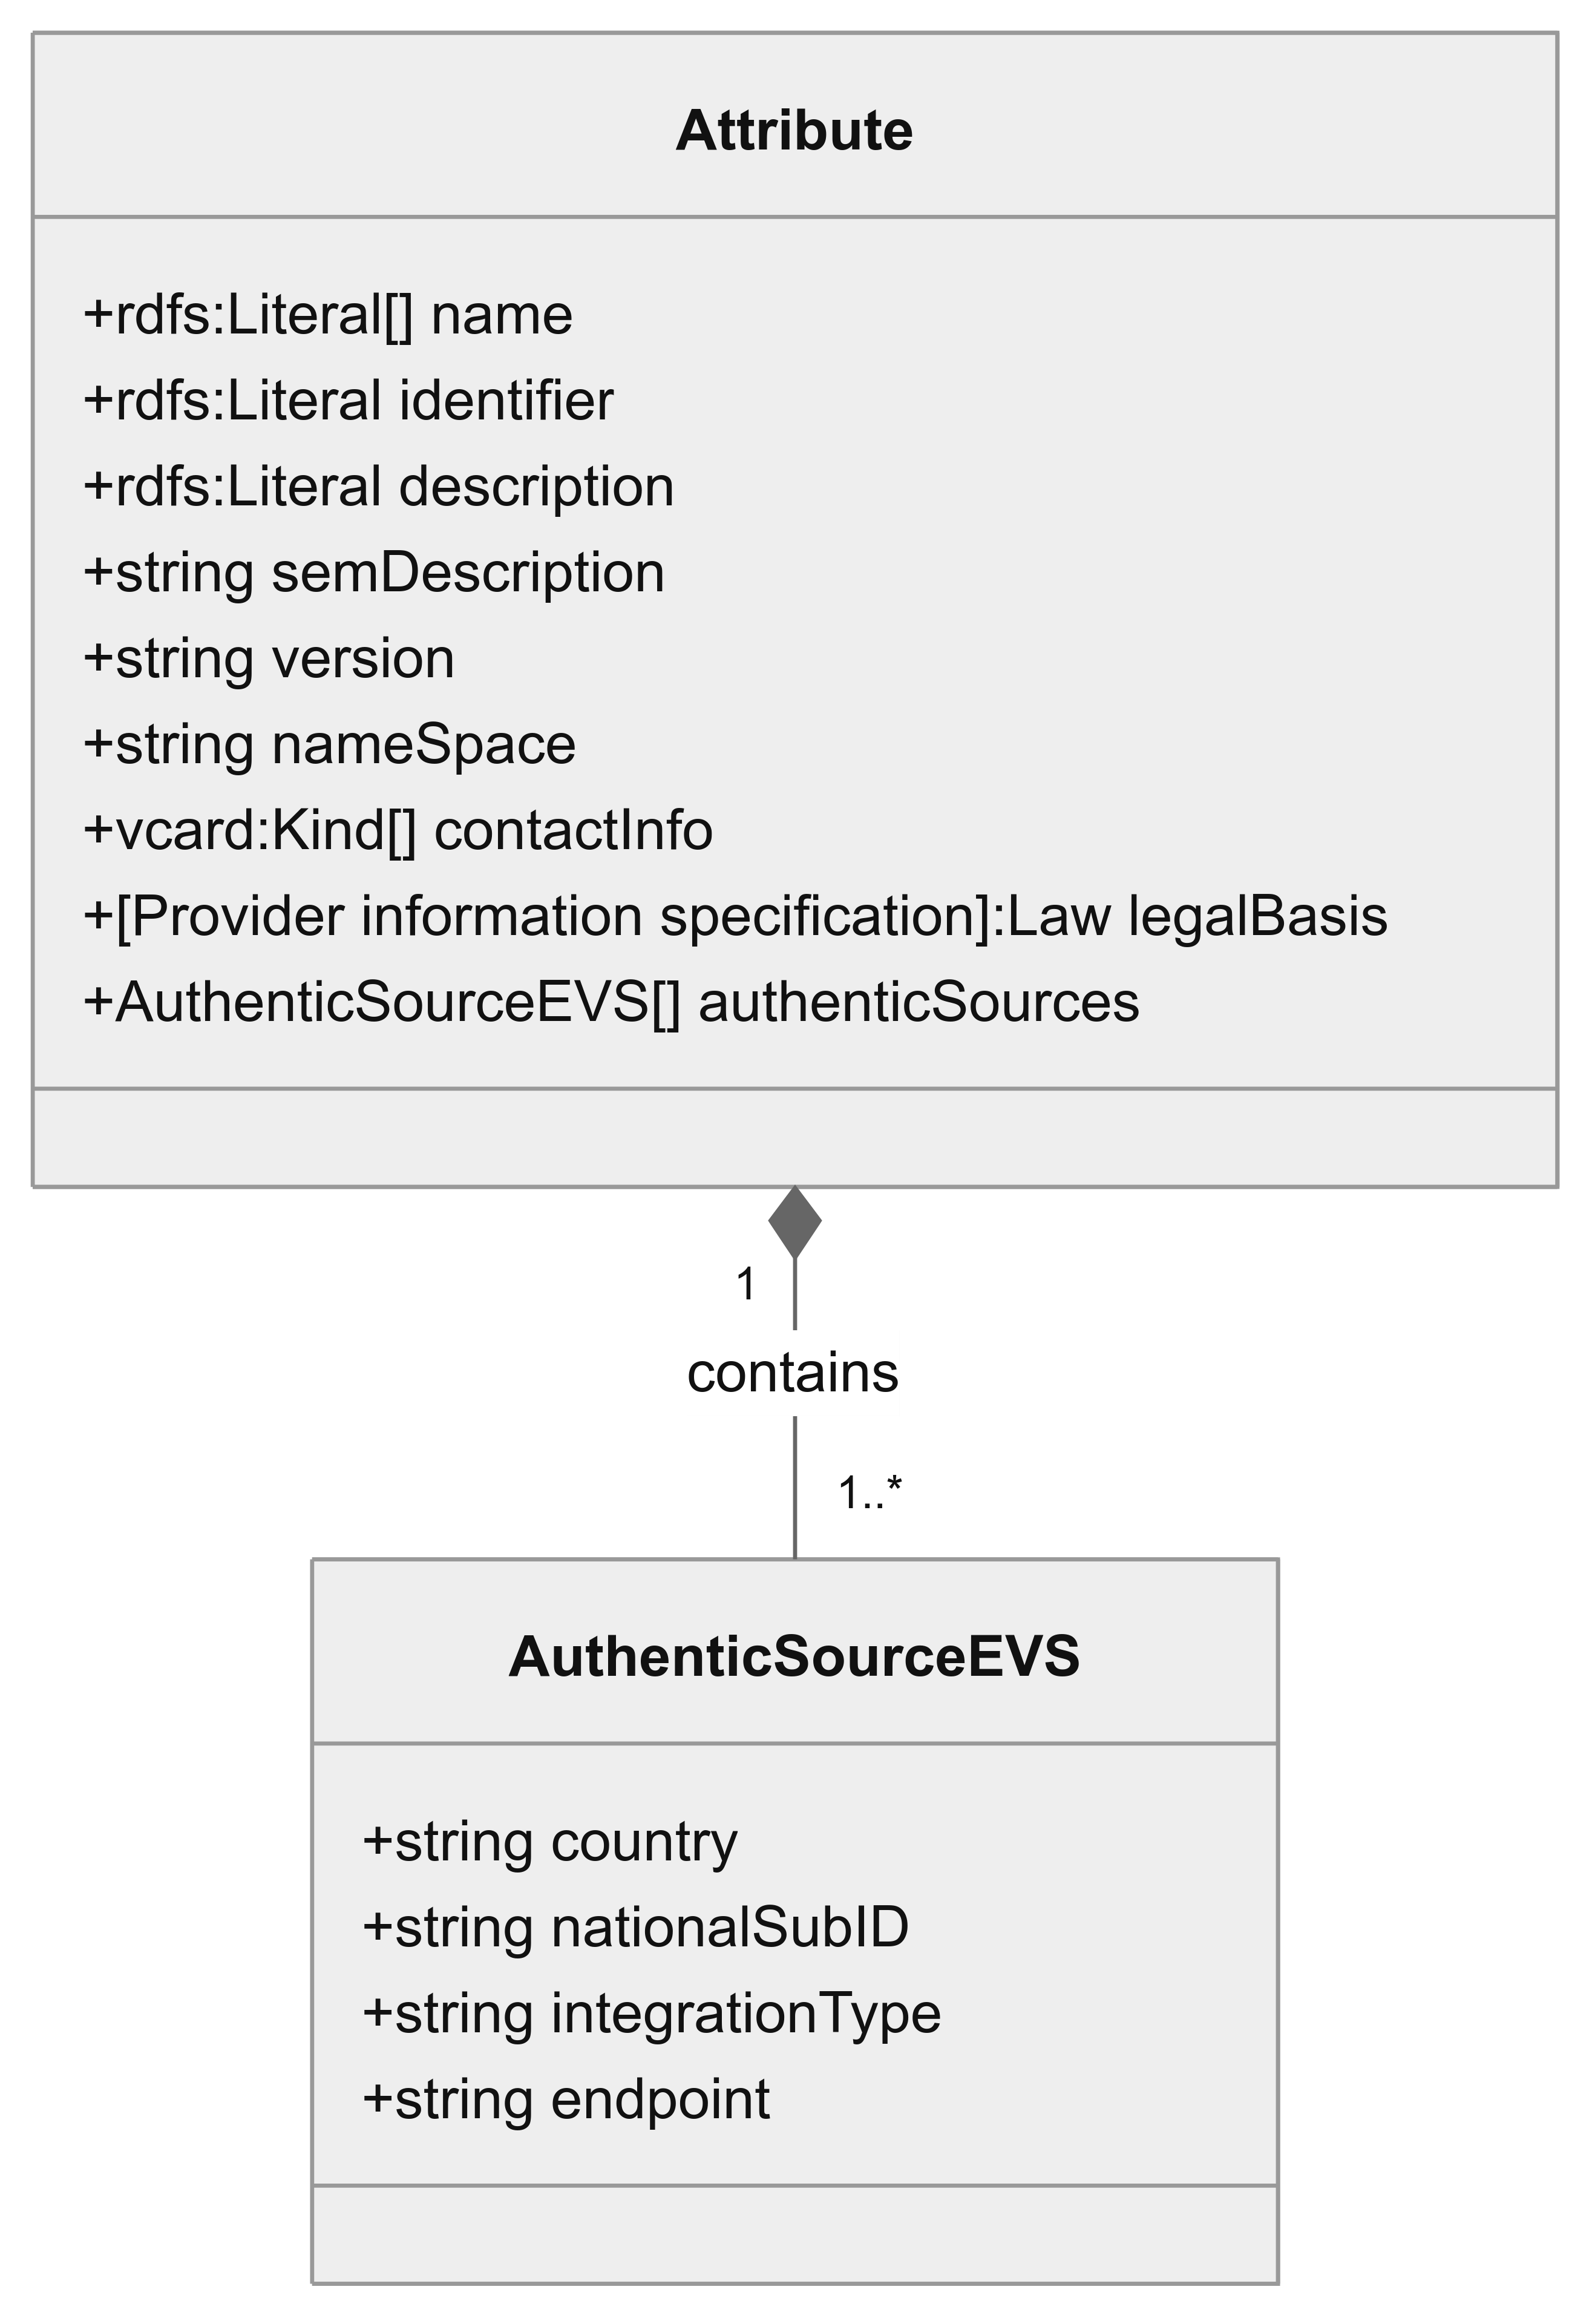 Attribute
+rdfs:Literal[] name
+rdfs:Literal identifier
+rdfs:Literal description
+string semDescription
+string version
+string nameSpace
+vcard:Kind[] contactInfo
+[Provider information specification]:Law legalBasis
+AuthenticSourceEVS[] authenticSources
1
contains
1..*
AuthenticSourceEVS
+string country
+string nationalSubID
+string integrationType
+string endpoint